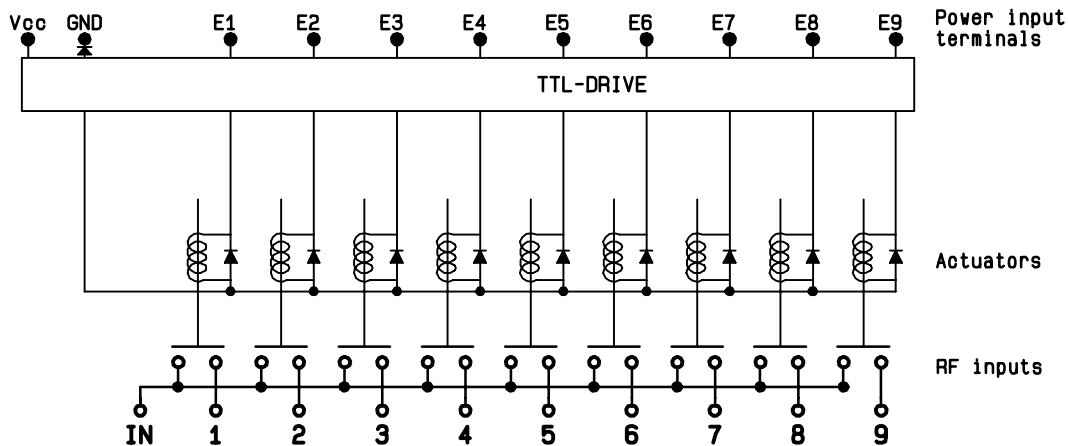 Vcc GND E1 E2 E3 E4 E5 E6 E7 E8 E9 Power input
terminals
TTL-DRIVE
Actuators
RF inputs
IN 1 2 3 4 5 6 7 8 9